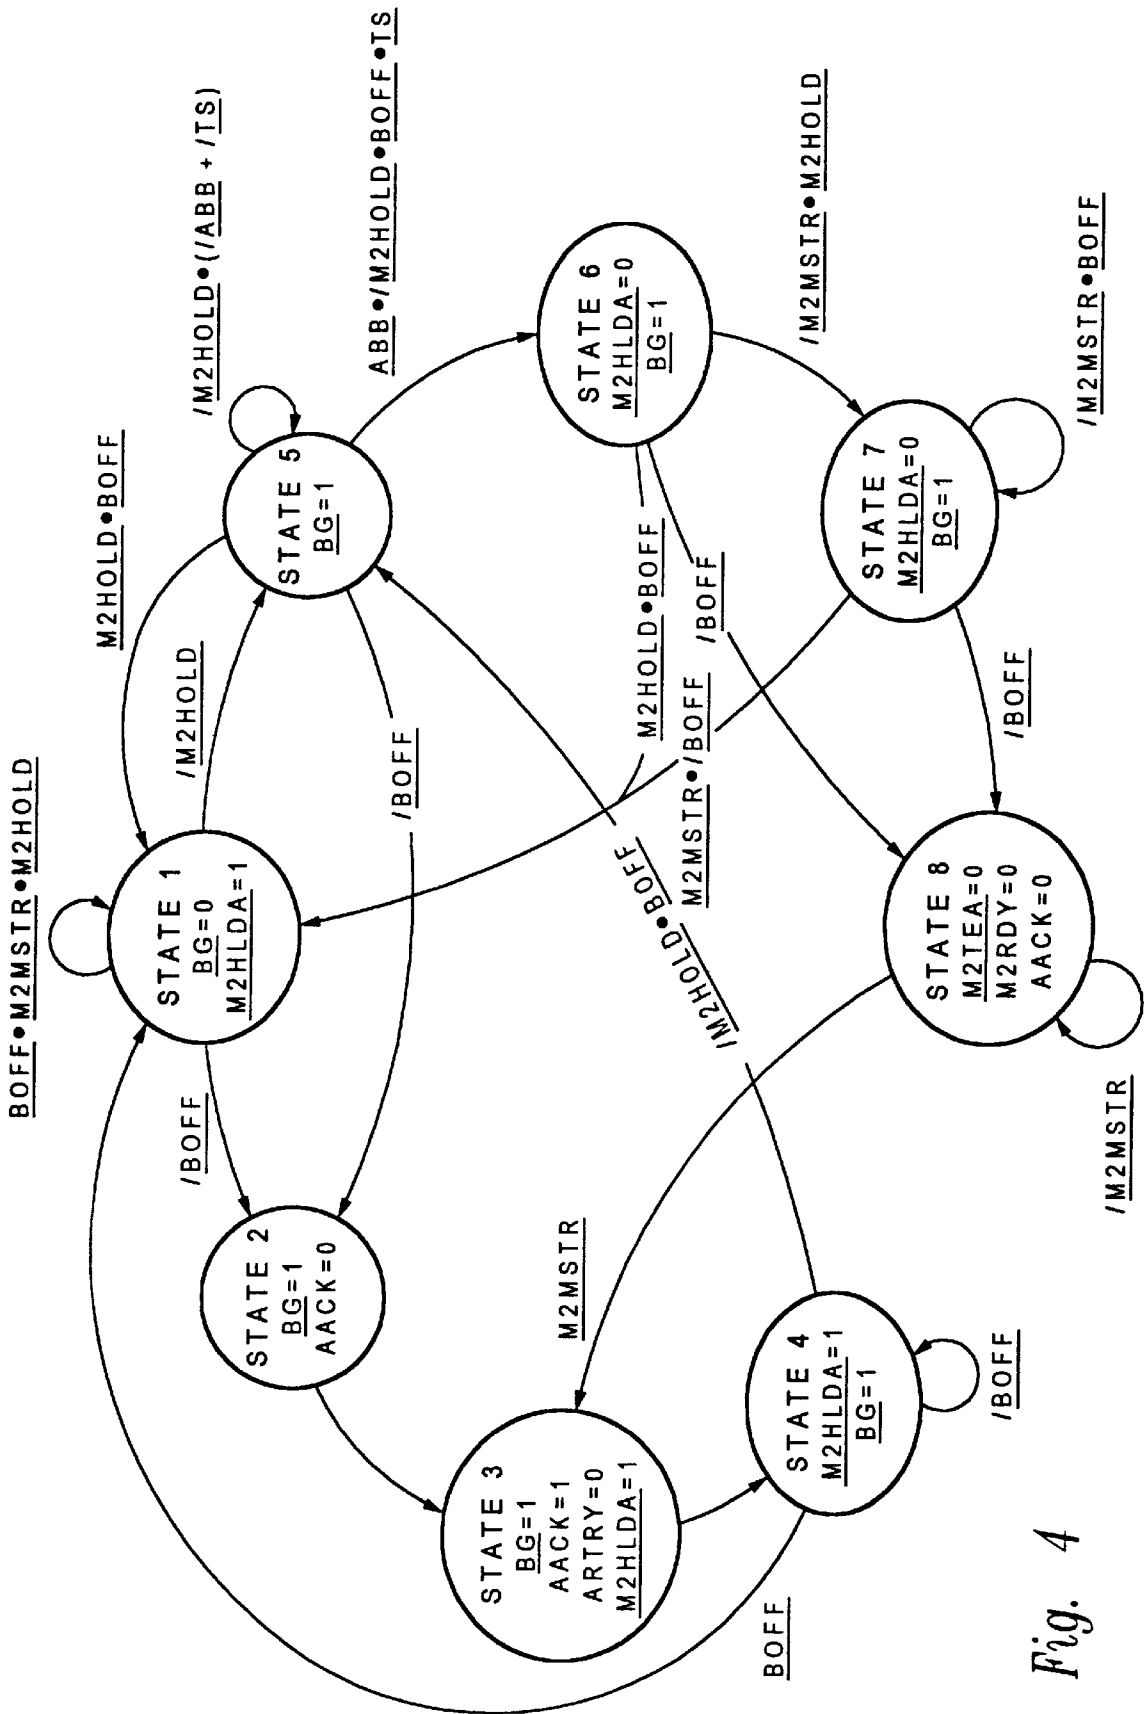 BOFF•M2MSTR•M2HOLD
M2HOLD•BOFF
/M2HOLD•(/ABB + /TS)
STATE 1
BG=0
M2HLDA=1
/M2HOLD
STATE 5
BG=1
ABB•/M2HOLD•BOFF•TS
/BOFF
STATE 2
BG=1
AACK=0
/BOFF
STATE 6
M2HLDA=0
BG=1
/M2MSTR•M2HOLD
M2HOLD•BOFF
/BOFF
M2MSTR•/BOFF
/M2HOLD•BOFF
STATE 3
BG=1
AACK=1
ARTRY=0
M2HLDA=1
M2MSTR
STATE 4
M2HLDA=1
BG=1
BOFF
/BOFF
STATE 7
M2HLDA=0
BG=1
/M2MSTR•BOFF
/BOFF
STATE 8
M2TEA=0
M2RDY=0
AACK=0
/M2MSTR
Fig. 4